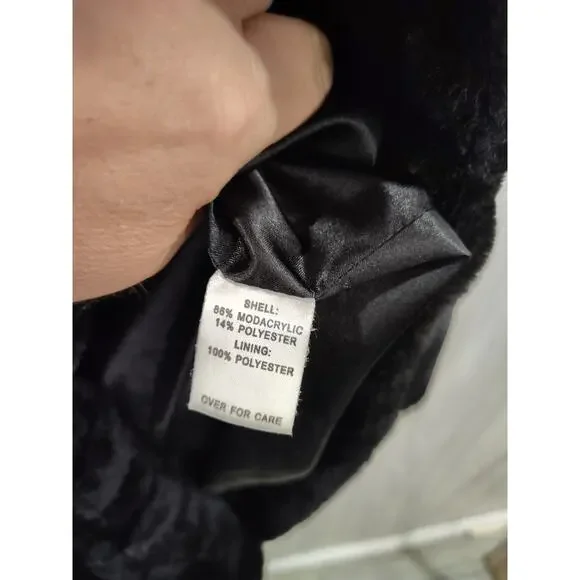 SHELL:
86% MODACRYLIC
14% POLYESTER
LINING:
100% POLYESTER
OVER FOR CARE